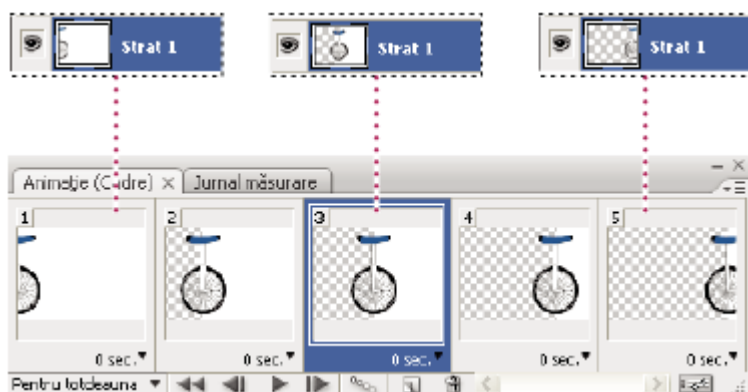 Strat 1
Strat 1
Strat 1
Animație (Cadre) Jurnal măsurare
1 2 3 4 5
0 sec. 0 sec. 0 sec. 0 sec. 0 sec.
Pentru totdeauna